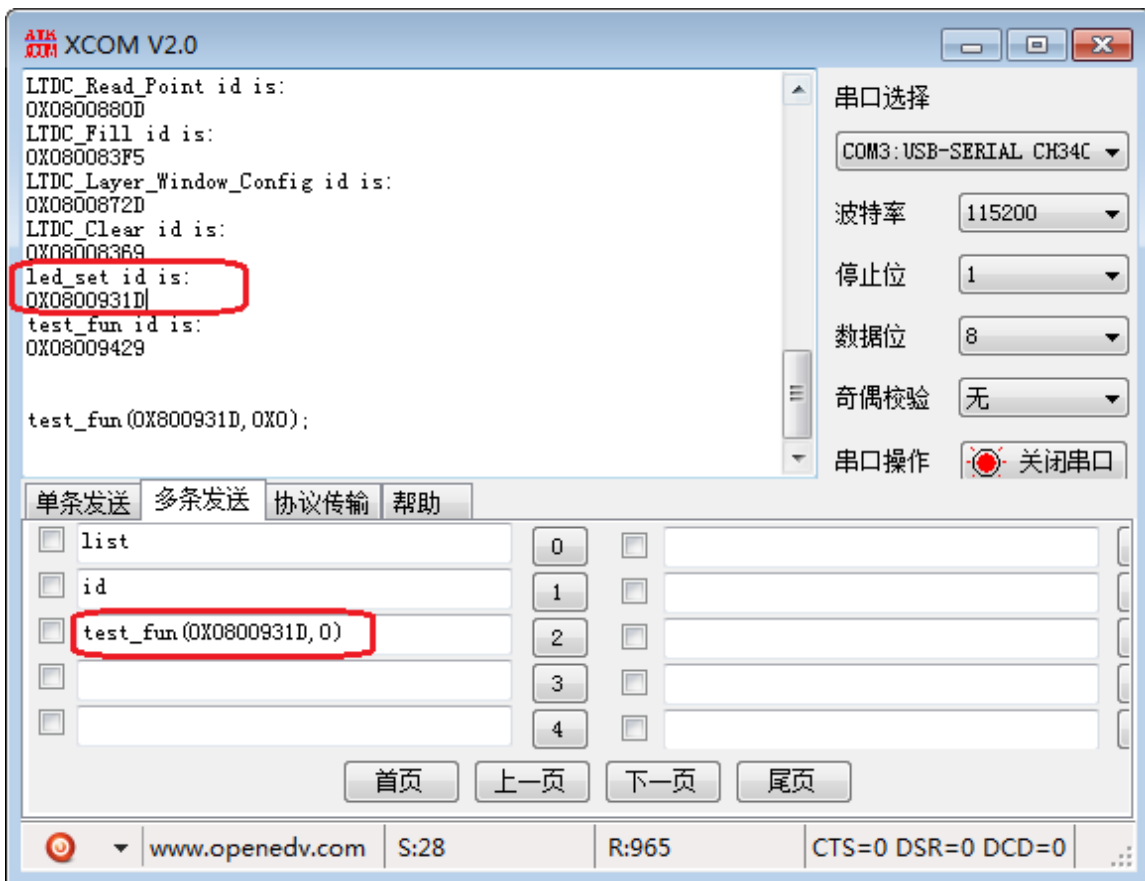 ATK
COM
XCOM V2.0
LTDC_Read_Point id is:
0X0800880D
LTDC_Fill id is:
0X080083F5
LTDC_Layer_Window_Config id is:
0X0800872D
LTDC_Clear id is:
0X08008369
led_set id is:
0X0800931D
test_fun id is:
0X08009429
test_fun(0X800931D,0X0);
串口选择
COM3:USB-SERIAL CH34C
波特率 115200
停止位 1
数据位 8
奇偶校验 无
串口操作 关闭串口
单条发送 多条发送 协议传输 帮助
list 0
id 1
test_fun(0X0800931D,0) 2
3
4
首页 上一页 下一页 尾页
www.openedv.com S:28 R:965 CTS=0 DSR=0 DCD=0